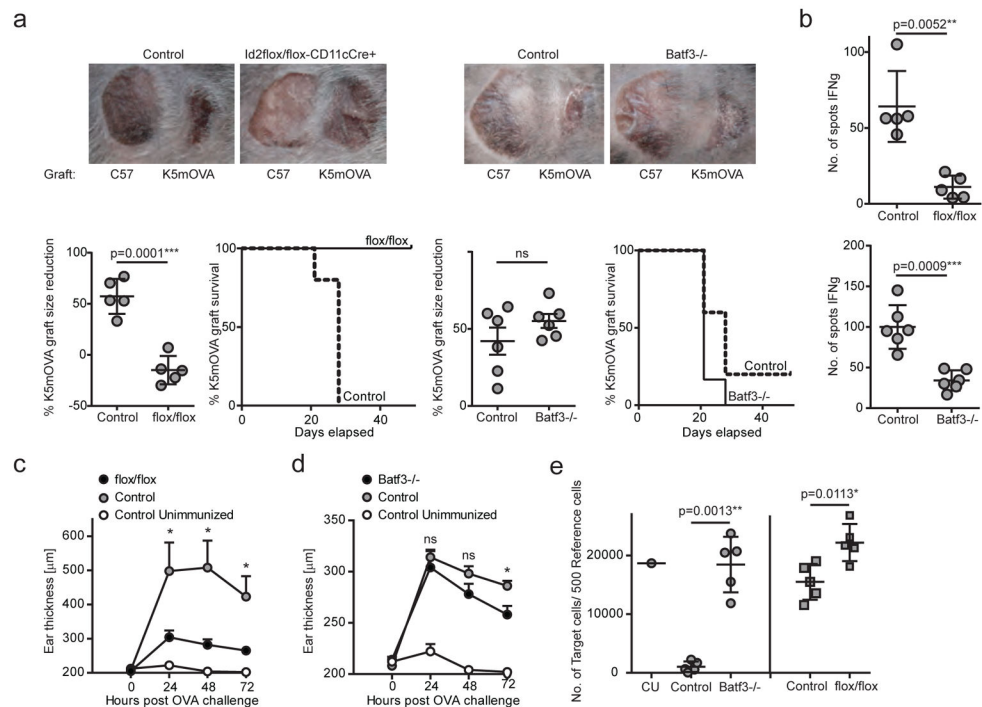 a
Control
Id2flox/flox-CD11cCre+
Control
Batf3-/-
Graft:
C57
K5mOVA
C57
K5mOVA
C57
K5mOVA
C57
K5mOVA
% K5mOVA graft size reduction
100
50
0
-50
p=0.0001***
Control
flox/flox
% K5mOVA graft survival
100
50
0
flox/flox
Control
0
20
40
Days elapsed
% K5mOVA graft size reduction
50
0
ns
Control
Batf3-/-
% K5mOVA graft survival
100
50
0
Control
Batf3-/-
0
20
40
Days elapsed
b
p=0.0052**
No. of spots IFNg
100
50
0
Control
flox/flox
p=0.0009***
No. of spots IFNg
200
150
100
50
0
Control
Batf3-/-
c
flox/flox
Control
Control Unimmunized
Ear thickness [µm]
600
500
400
300
200
*
*
*
0
24
48
72
Hours post OVA challenge
d
Batf3-/-
Control
Control Unimmunized
Ear thickness [µm]
350
300
250
200
ns
ns
*
0
24
48
72
Hours post OVA challenge
e
No. of Target cells/ 500 Reference cells
20000
10000
0
p=0.0013**
p=0.0113*
CU
Control
Batf3-/-
Control
flox/flox